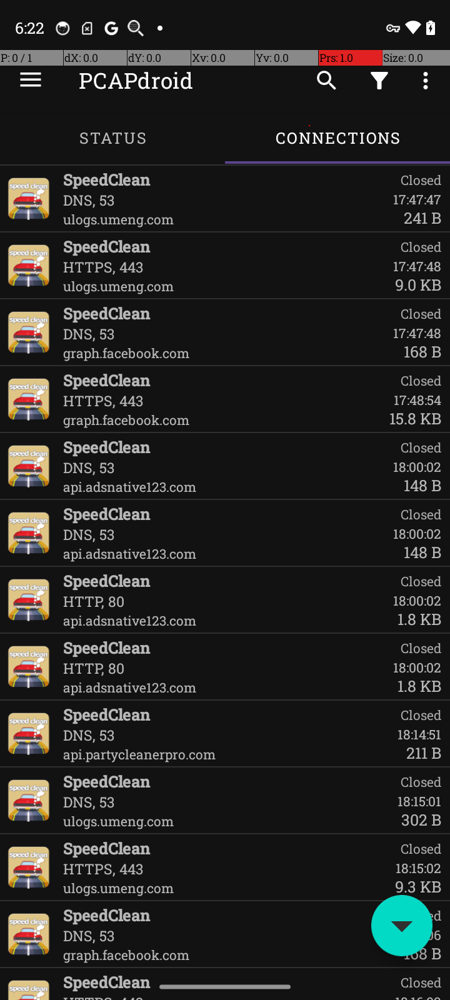 6:22
P: 0 / 1 dX: 0.0 dY: 0.0 Xv: 0.0 Yv: 0.0 Prs: 1.0 Size: 0.0
PCAPdroid
STATUS CONNECTIONS
speed clean
SpeedClean Closed
DNS, 53 17:47:47
ulogs.umeng.com 241 B
speed clean
SpeedClean Closed
HTTPS, 443 17:47:48
ulogs.umeng.com 9.0 KB
speed clean
SpeedClean Closed
DNS, 53 17:47:48
graph.facebook.com 168 B
speed clean
SpeedClean Closed
HTTPS, 443 17:48:54
graph.facebook.com 15.8 KB
speed clean
SpeedClean Closed
DNS, 53 18:00:02
api.adsnative123.com 148 B
speed clean
SpeedClean Closed
DNS, 53 18:00:02
api.adsnative123.com 148 B
speed clean
SpeedClean Closed
HTTP, 80 18:00:02
api.adsnative123.com 1.8 KB
speed clean
SpeedClean Closed
HTTP, 80 18:00:02
api.adsnative123.com 1.8 KB
speed clean
SpeedClean Closed
DNS, 53 18:14:51
api.partycleanerpro.com 211 B
speed clean
SpeedClean Closed
DNS, 53 18:15:01
ulogs.umeng.com 302 B
speed clean
SpeedClean Closed
HTTPS, 443 18:15:02
ulogs.umeng.com 9.3 KB
speed clean
SpeedClean
DNS, 53
graph.facebook.com 168 B
speed clean
SpeedClean Closed